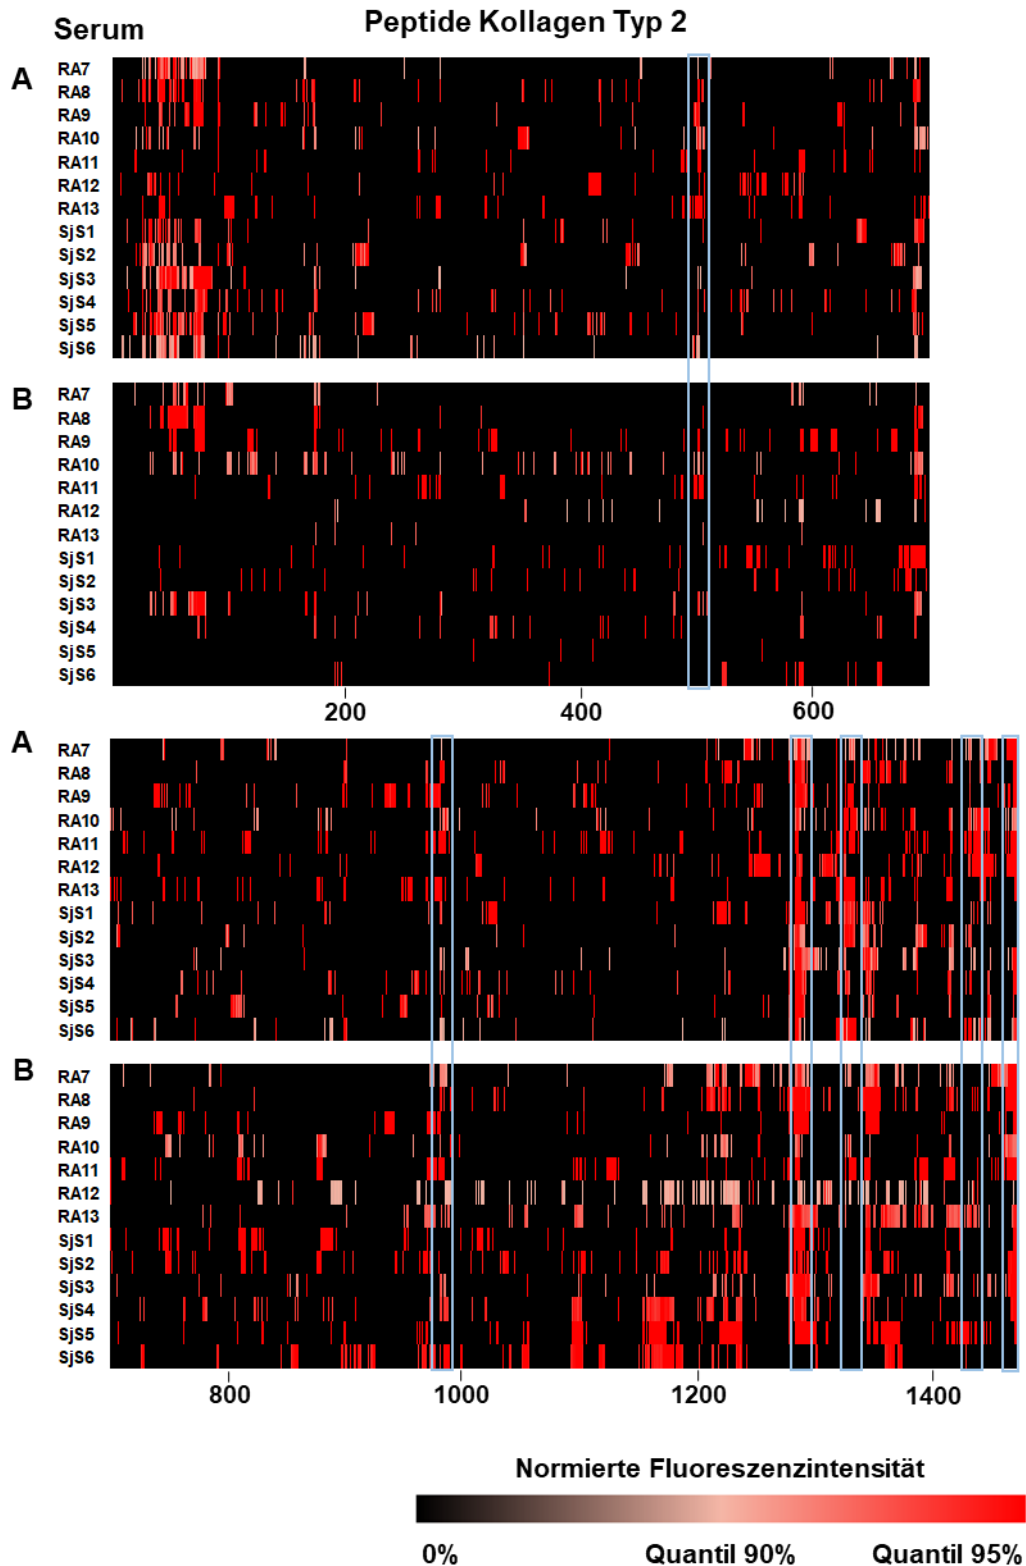 Peptide Kollagen Typ 2
Serum
A
RA7
RA8
RA9
RA10
RA11
RA12
RA13
SjS1
SjS2
SjS3
SjS4
SjS5
SjS6
B
RA7
RA8
RA9
RA10
RA11
RA12
RA13
SjS1
SjS2
SjS3
SjS4
SjS5
SjS6
200 400 600
A
RA7
RA8
RA9
RA10
RA11
RA12
RA13
SjS1
SjS2
SjS3
SjS4
SjS5
SjS6
B
RA7
RA8
RA9
RA10
RA11
RA12
RA13
SjS1
SjS2
SjS3
SjS4
SjS5
SjS6
800 1000 1200 1400
Normierte Fluoreszenzintensität
0% Quantil 90% Quantil 95%